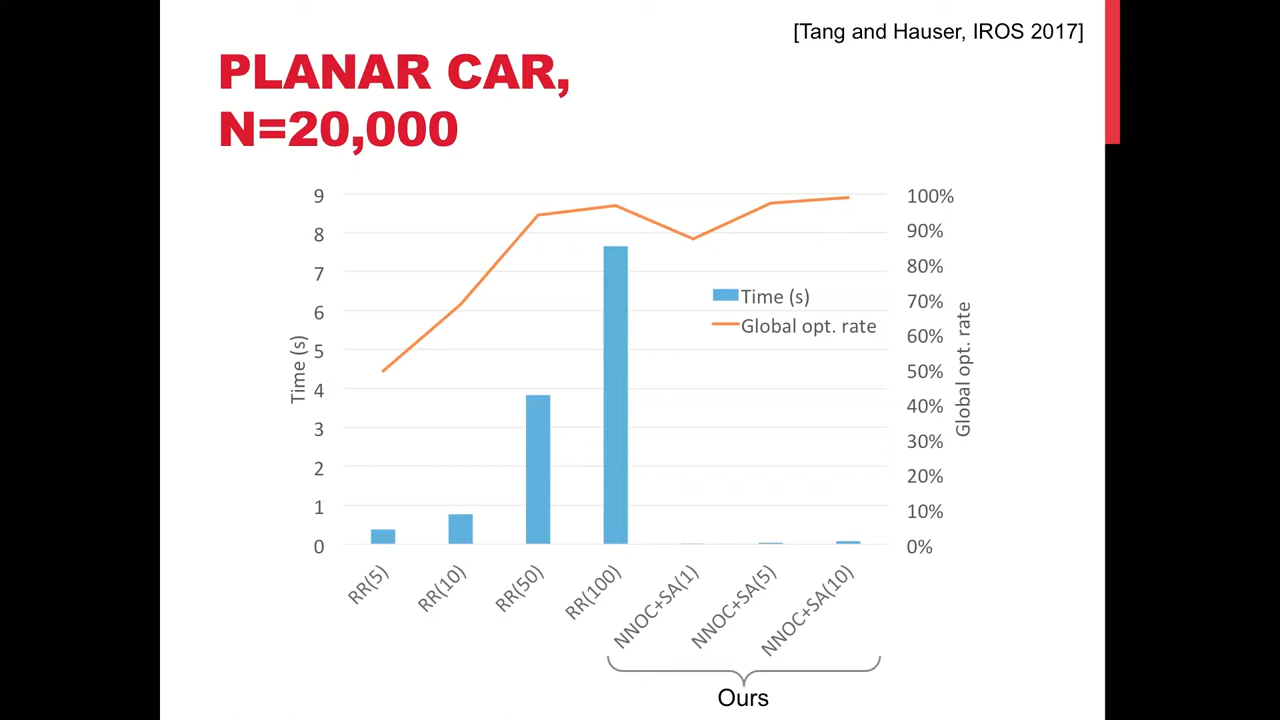 [Tang and Hauser, IROS 2017]
PLANAR CAR,
N=20,000
9
8
7
6
5
4
3
2
1
0
Time (s)
100%
90%
80%
70%
60%
50%
40%
30%
20%
10%
0%
Global opt. rate
Time (s)
Global opt. rate
RR(5)
RR(10)
RR(50)
RR(100)
NNOC+SA(1)
NNOC+SA(5)
NNOC+SA(10)
Ours